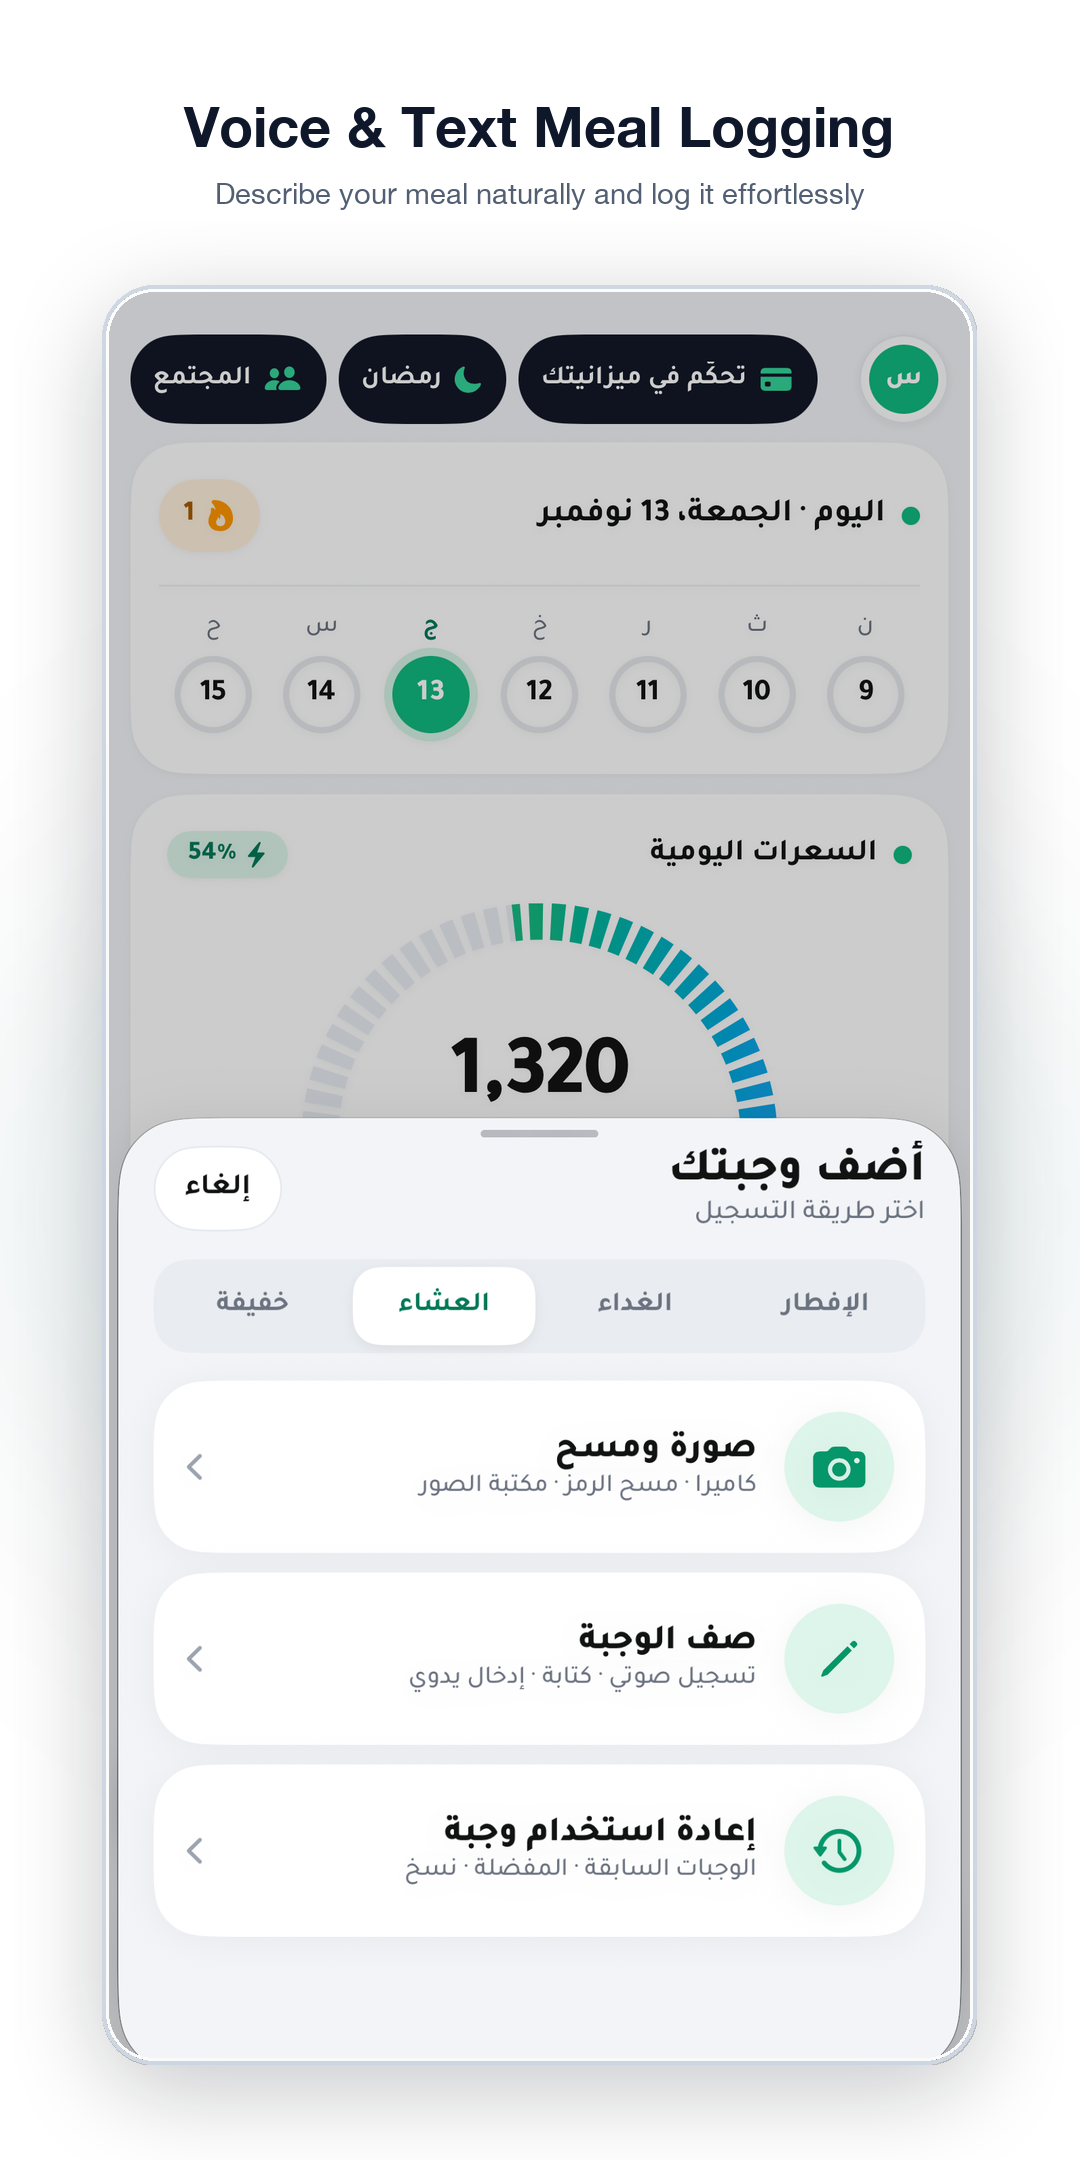 Voice & Text Meal Logging
Describe your meal naturally and log it effortlessly
س
تحكّم في ميزانيتك
رمضان
المجتمع
اليوم · الجمعة، 13 نوفمبر
1
ن ث ر خ ج س ح
9 10 11 12 13 14 15
السعرات اليومية
54%
1,320
أضف وجبتك
إلغاء
اختر طريقة التسجيل
الإفطار الغداء العشاء خفيفة
صورة ومسح
كاميرا · مسح الرمز · مكتبة الصور
صف الوجبة
تسجيل صوتي · كتابة · إدخال يدوي
إعادة استخدام وجبة
الوجبات السابقة · المفضلة · نسخ